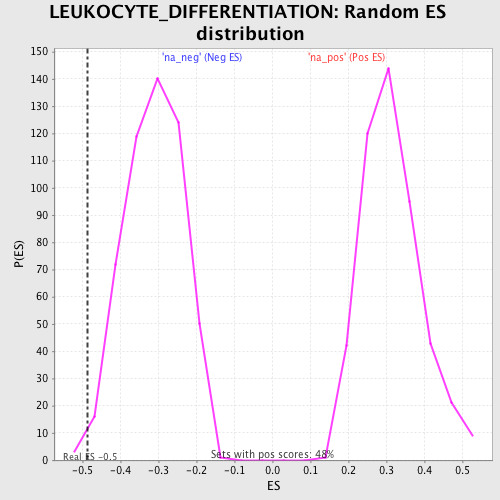 LEUKOCYTE_DIFFERENTIATION: Random ES
distribution
'na_neg' (Neg ES) 'na_pos' (Pos ES)
150
140
130
120
110
100
90
80
70
60
50
40
30
20
10
0
P(ES)
Real ES -0.5 Sets with pos scores: 48%
-0.5 -0.4 -0.3 -0.2 -0.1 0.0 0.1 0.2 0.3 0.4 0.5
ES